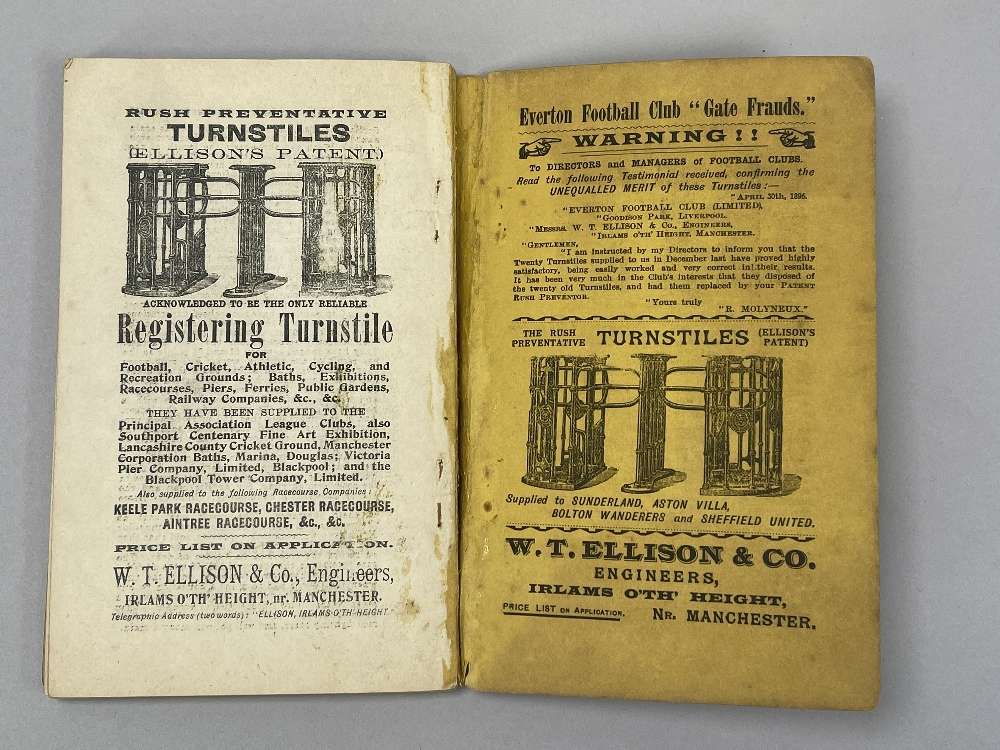 RUSH PREVENTATIVE
TURNSTILES
(ELLISON'S PATENT)
ACKNOWLEDGED TO BE THE ONLY RELIABLE
Registering Turnstile
FOR
Football, Cricket, Athletic, Cycling, and
Recreation Grounds; Baths, Exhibitions,
Racecourses, Piers, Ferries, Public Gardens,
Railway Companies, &c., &c.
THEY HAVE BEEN SUPPLIED TO THE
Principal Association League Clubs, also
Southport Centenary Fine Art Exhibition,
Lancashire County Cricket Ground, Manchester
Corporation Baths, Marina, Douglas; Victoria
Pier Company, Limited, Blackpool; and the
Blackpool Tower Company, Limited.
Also supplied to the following Racecourse Companies:
KEELE PARK RACECOURSE, CHESTER RACECOURSE,
AINTREE RACECOURSE, &c., &c.
PRICE LIST ON APPLICATION.
W. T. ELLISON & Co., Engineers,
IRLAMS O'TH' HEIGHT, nr. MANCHESTER.
Telegraphic Address (two words): "ELLISON, IRLAMS-O'TH-HEIGHT
Everton Football Club "Gate Frauds."
WARNING!!
To DIRECTORS and MANAGERS of FOOTBALL CLUBS.
Read the following Testimonial received, confirming the
UNEQUALLED MERIT of these Turnstiles:—
"April 30th, 1896.
"EVERTON FOOTBALL CLUB (LIMITED),
"Goodison Park, Liverpool.
"Messrs. W. T. ELLISON & Co., Engineers,
"Irlams o'th' Height, Manchester.
"Gentlemen,
"I am instructed by my Directors to inform you that the
Twenty Turnstiles supplied to us in December last have proved highly
satisfactory, being easily worked and very correct in their results.
It has been very much in the Club's interests that they disposed of
the twenty old Turnstiles, and had them replaced by your Patent
Rush Preventor.
"Yours truly
"R. MOLYNEUX."
THE RUSH PREVENTATIVE TURNSTILES (ELLISON'S PATENT)
Supplied to SUNDERLAND, ASTON VILLA,
BOLTON WANDERERS and SHEFFIELD UNITED.
W. T. ELLISON & CO.
ENGINEERS,
IRLAMS O'TH' HEIGHT,
PRICE LIST ON APPLICATION. NR. MANCHESTER.